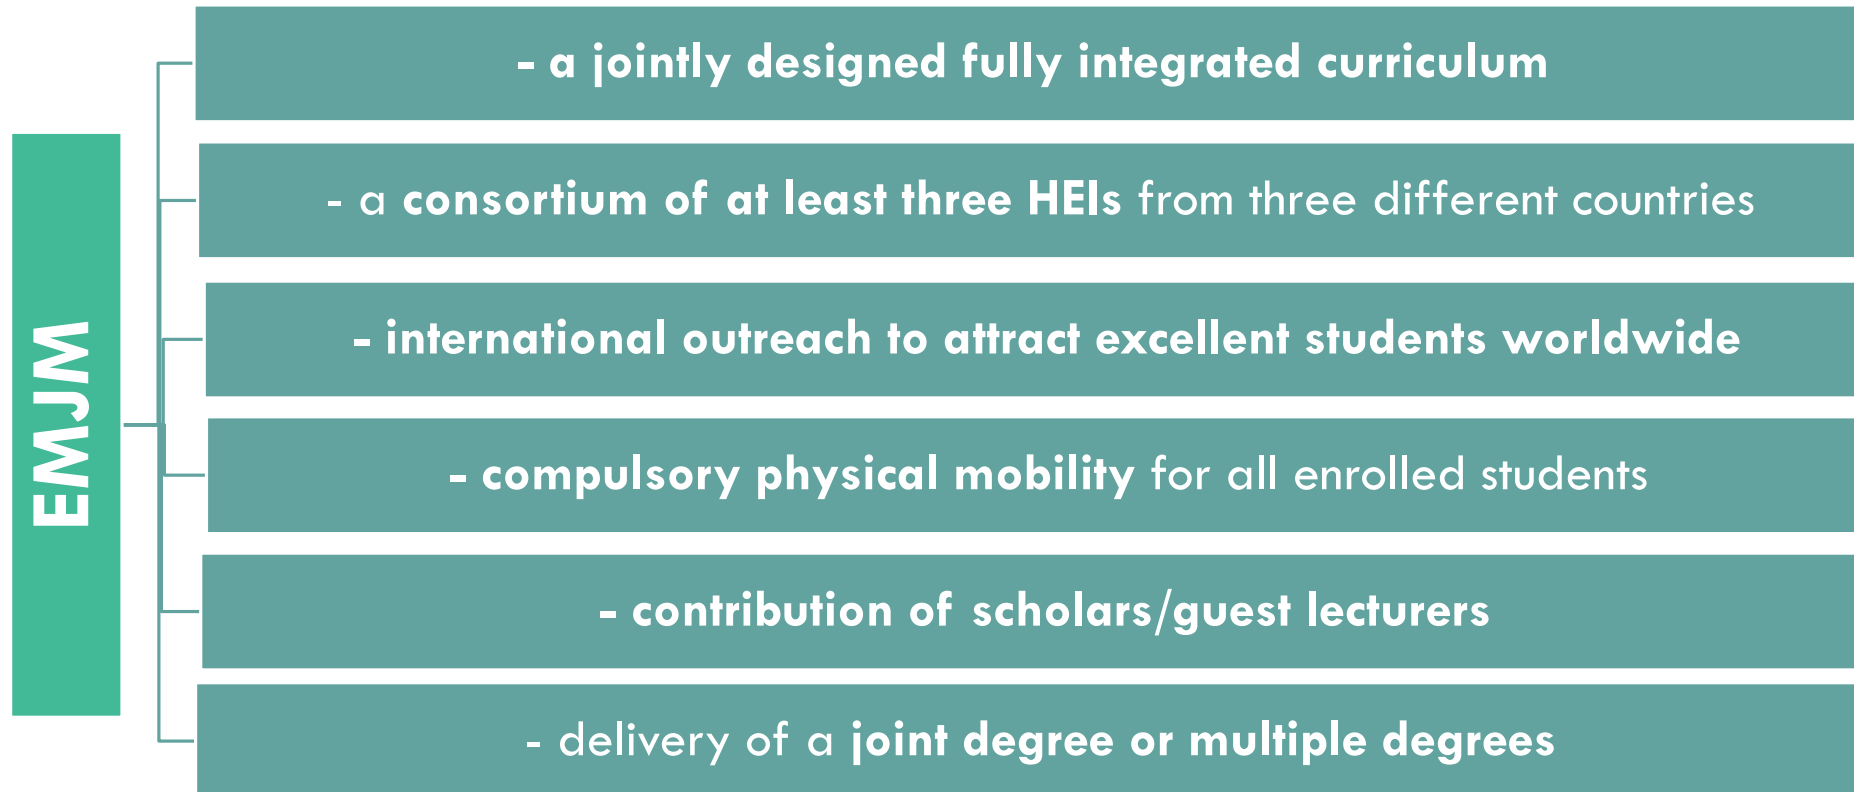 EMJM
- a jointly designed fully integrated curriculum
- a consortium of at least three HEIs from three different countries
- international outreach to attract excellent students worldwide
- compulsory physical mobility for all enrolled students
- contribution of scholars/guest lecturers
- delivery of a joint degree or multiple degrees